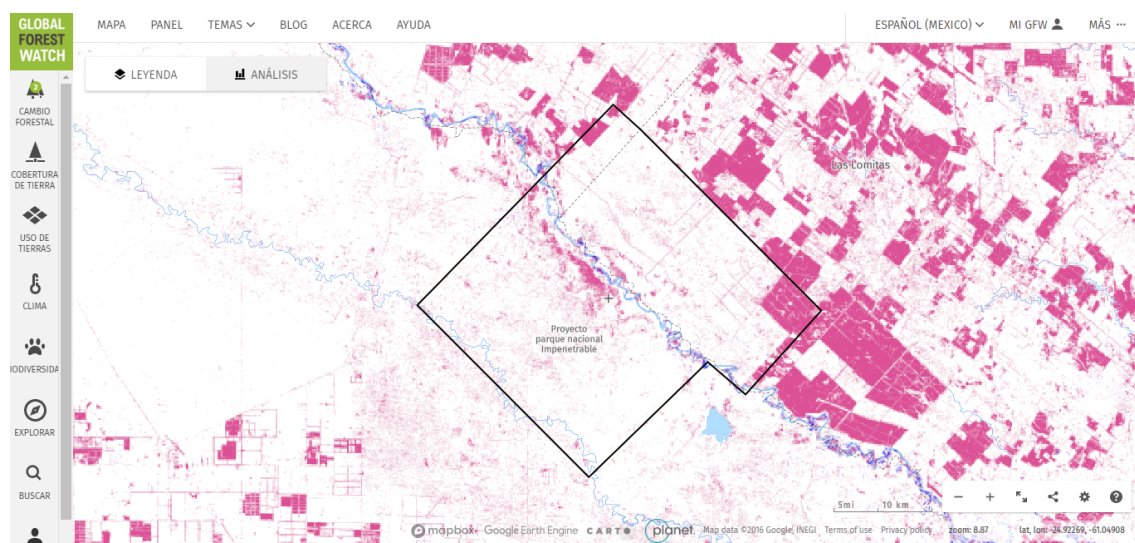 GLOBAL
FOREST
WATCH
MAPA PANEL TEMAS BLOG ACERCA AYUDA ESPAÑOL (MEXICO) MI GFW MÁS
LEYENDA ANÁLISIS
2
CAMBIO
FORESTAL
COBERTURA
DE TIERRA
USO DE
TIERRAS
CLIMA
IODIVERSIDA
EXPLORAR
BUSCAR
Las Lomitas
Proyecto
parque nacional
Impenetrable
5mi 10 km
mapbox Google Earth Engine CARTO planet. Map data ©2016 Google, INEGI Terms of use Privacy policy zoom: 8.87 lat, lon: -24.92269, -61.04908